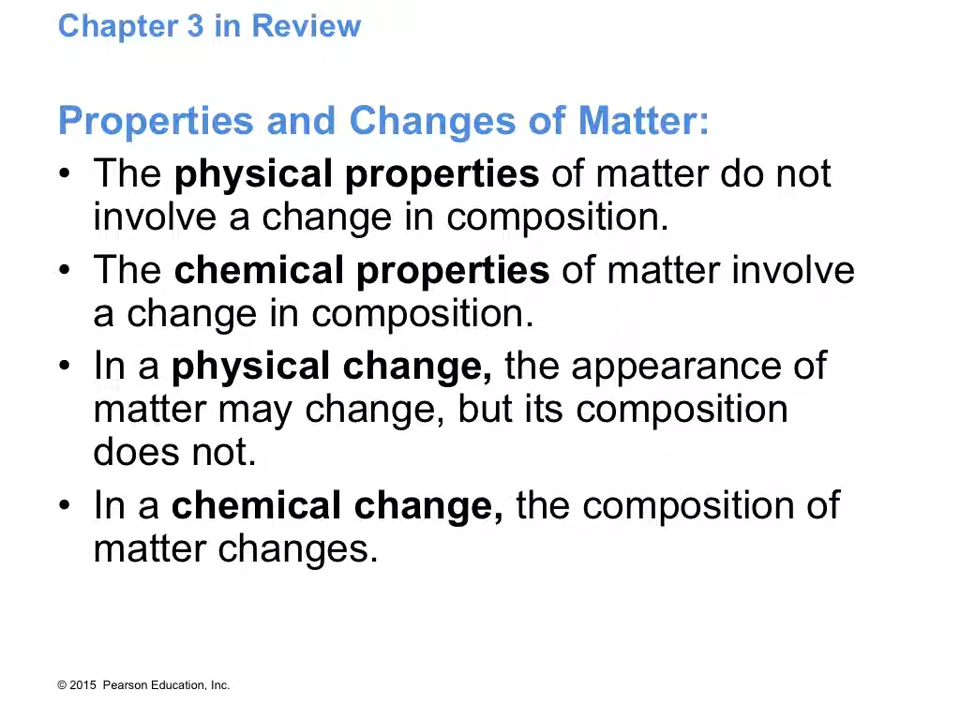 Chapter 3 in Review
Properties and Changes of Matter:
• The physical properties of matter do not
involve a change in composition.
• The chemical properties of matter involve
a change in composition.
• In a physical change, the appearance of
matter may change, but its composition
does not.
• In a chemical change, the composition of
matter changes.
© 2015 Pearson Education, Inc.